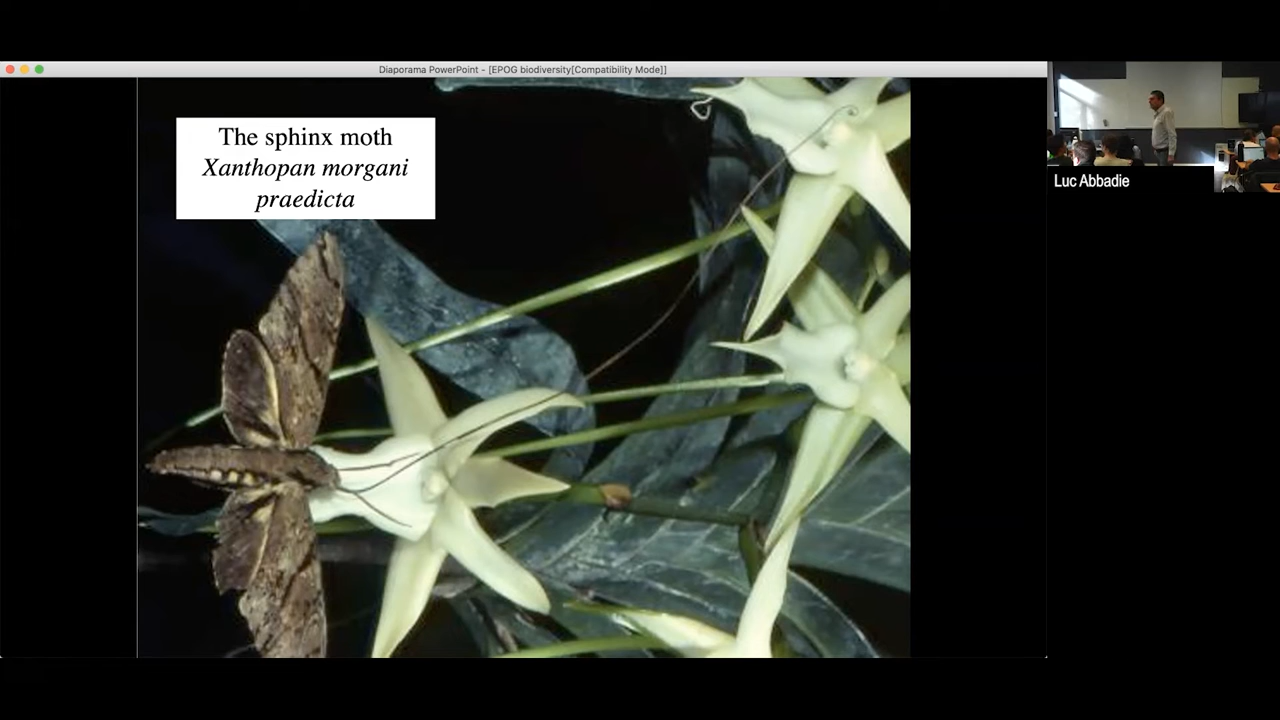 Diaporama PowerPoint - [EPOG biodiversity[Compatibility Mode]]
The sphinx moth
Xanthopan morgani
praedicta
Luc Abbadie